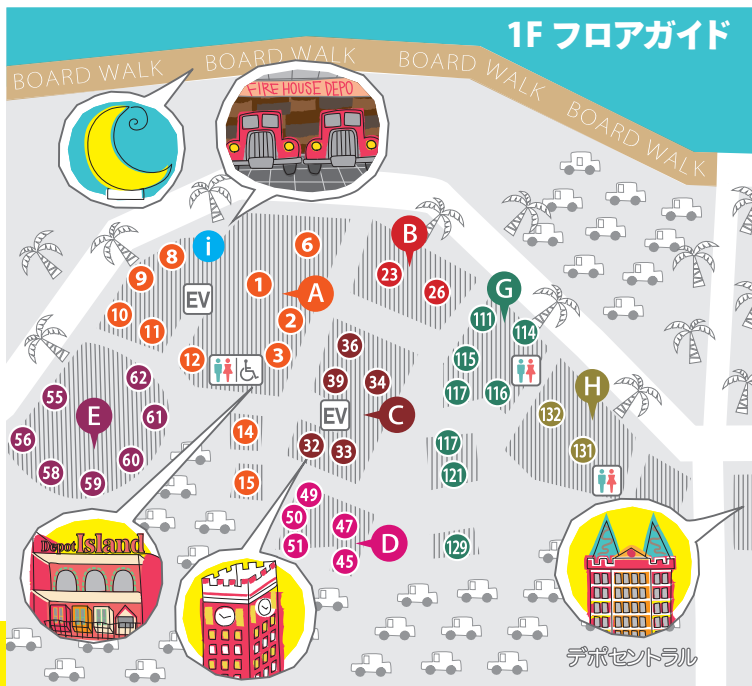 1F フロアガイド
BOARD WALK
BOARD WALK
BOARD WALK
BOARD WALK
FIRE HOUSE DEPO
i
8
6
B
9
1
23
EV
A
26
G
10
2
111
114
11
36
12
3
115
62
39
34
117
116
H
55
E
61
EV
C
132
56
14
32
33
117
131
58
60
121
59
15
49
50
47
51
D
129
45
Depot Island
デポセントラル